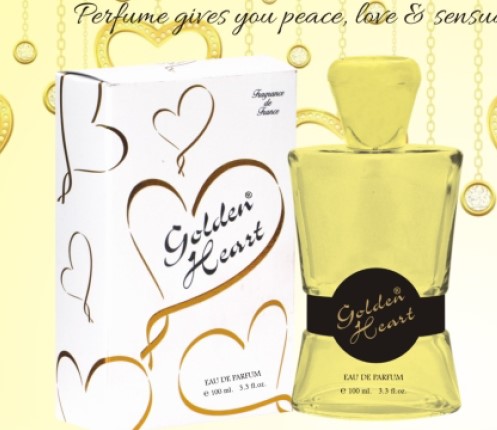 Perfume gives you peace, love & sensu
Fragrance
de
France
Golden®
Heart
EAU DE PARFUM
℮ 100 ml. 3.3 fl.oz.
Golden®
Heart
EAU DE PARFUM
℮ 100 ml. 3.3 fl.oz.